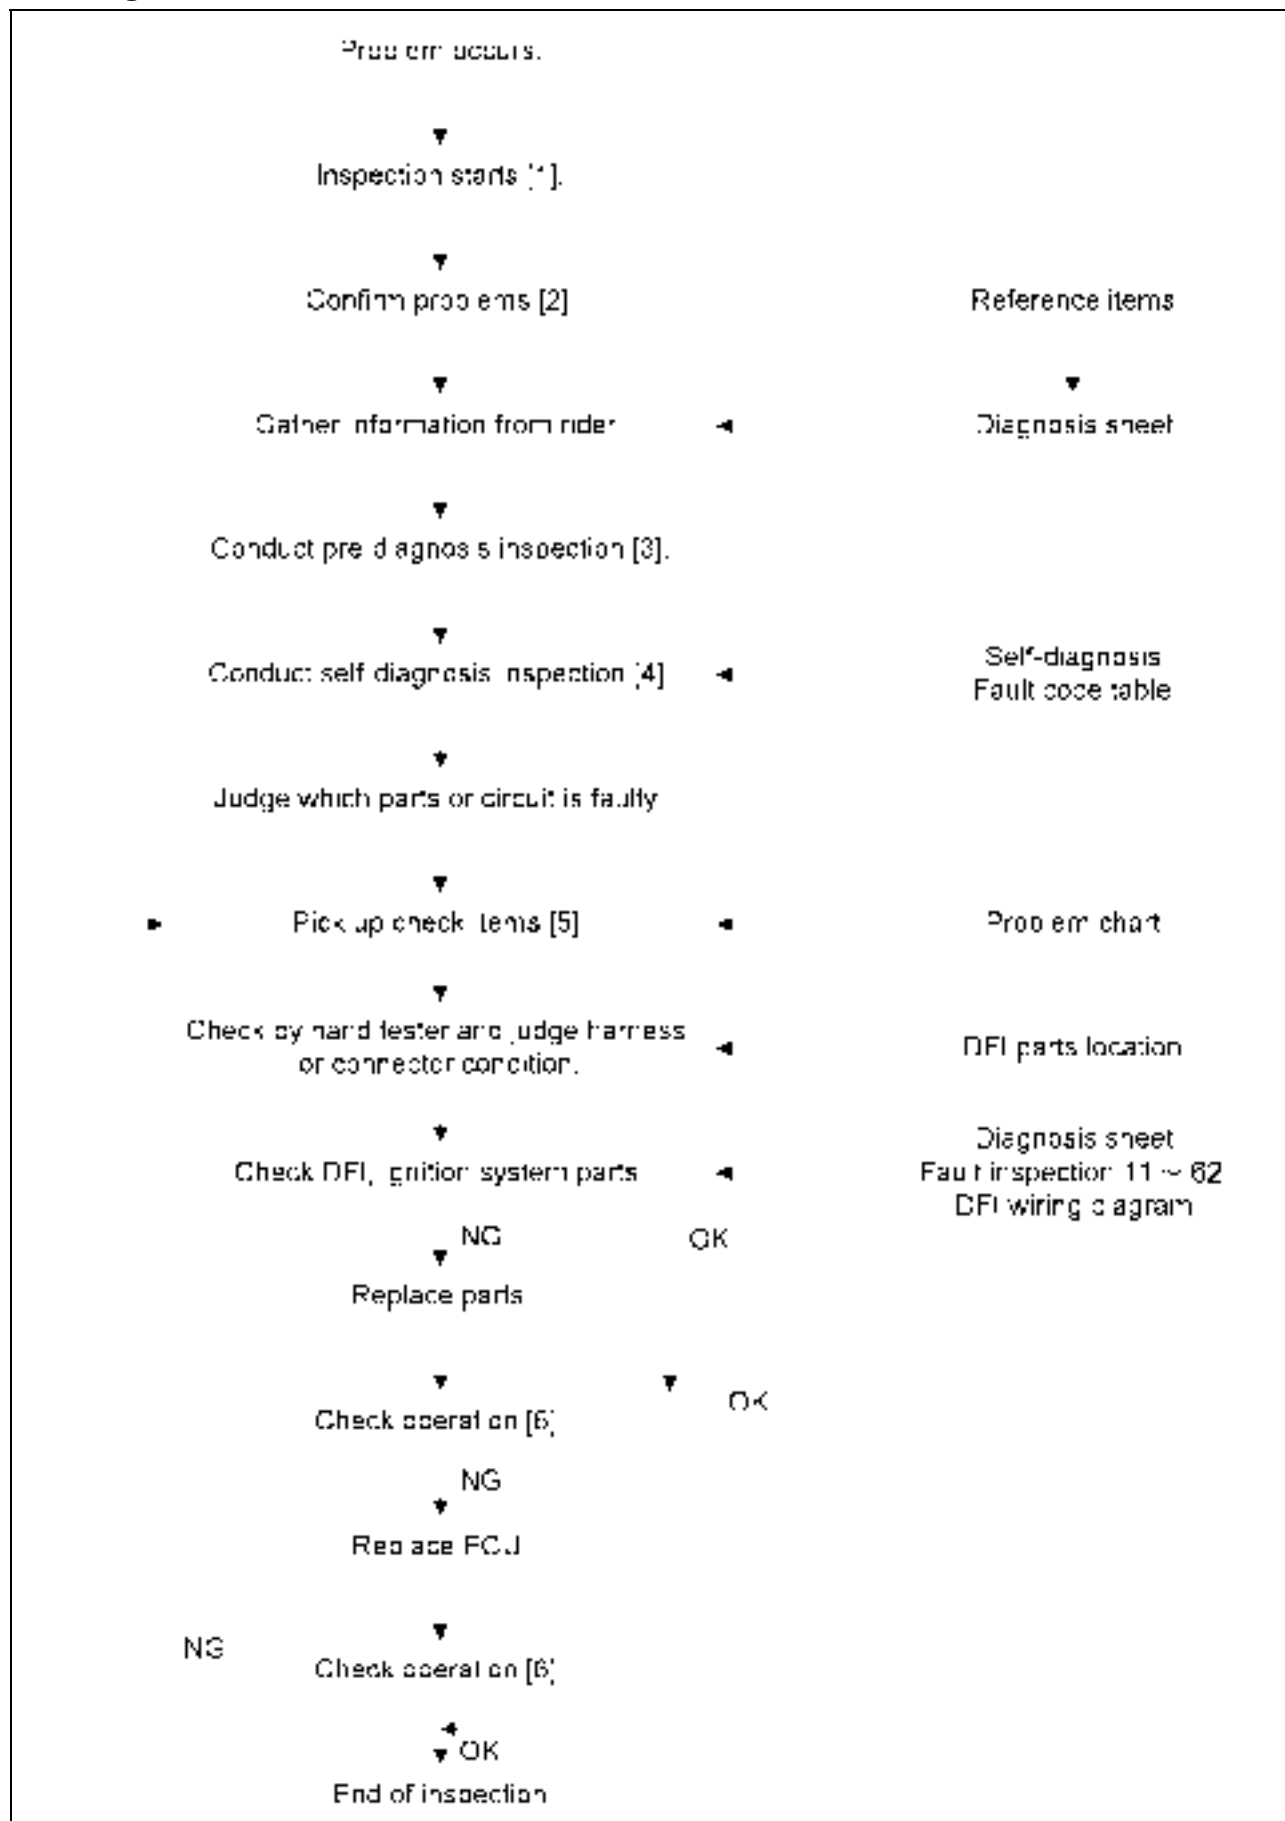 Problem occurs.
Inspection starts [1].
Confirm problems [2]
Reference items
Gather information from rider
Diagnosis sheet
Conduct pre diagnosis inspection [3].
Conduct self diagnosis inspection [4]
Self-diagnosis
Fault code table
Judge which parts or circuit is faulty
Pick up check items [5]
Problem chart
Check by hand tester and judge harness
or connector condition.
DFI parts location
Check DFI, ignition system parts
Diagnosis sheet
Fault inspection 11 ~ 62
DFI wiring diagram
NG
OK
Replace parts
OK
Check operation [6]
NG
Replace ECU
NG
Check operation [6]
OK
End of inspection